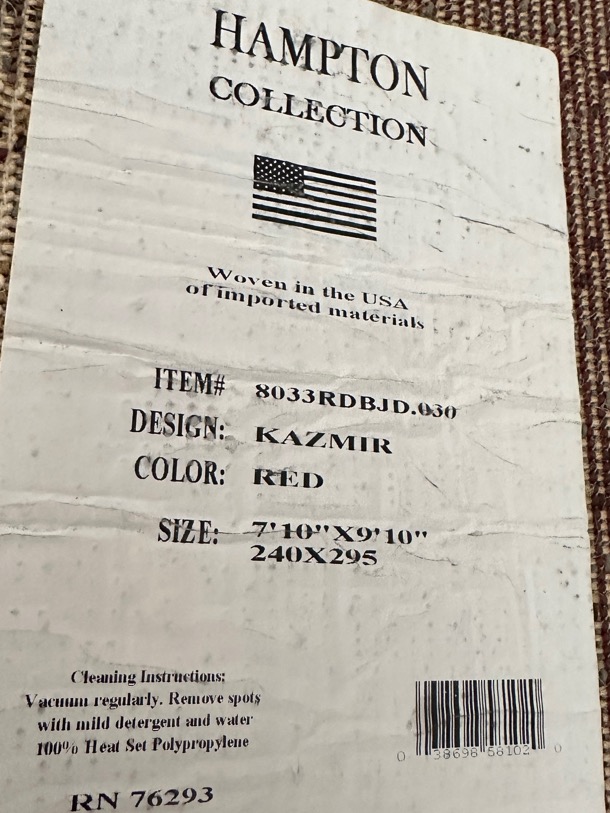 HAMPTON
COLLECTION
Woven in the USA
of imported materials
ITEM# 8033RDBJD.030
DESIGN: KAZMIR
COLOR: RED
SIZE: 7'10"X9'10"
240X295
Cleaning Instructions:
Vacuum regularly. Remove spots
with mild detergent and water
100% Heat Set Polypropylene
0 38698 58102 0
RN 76293